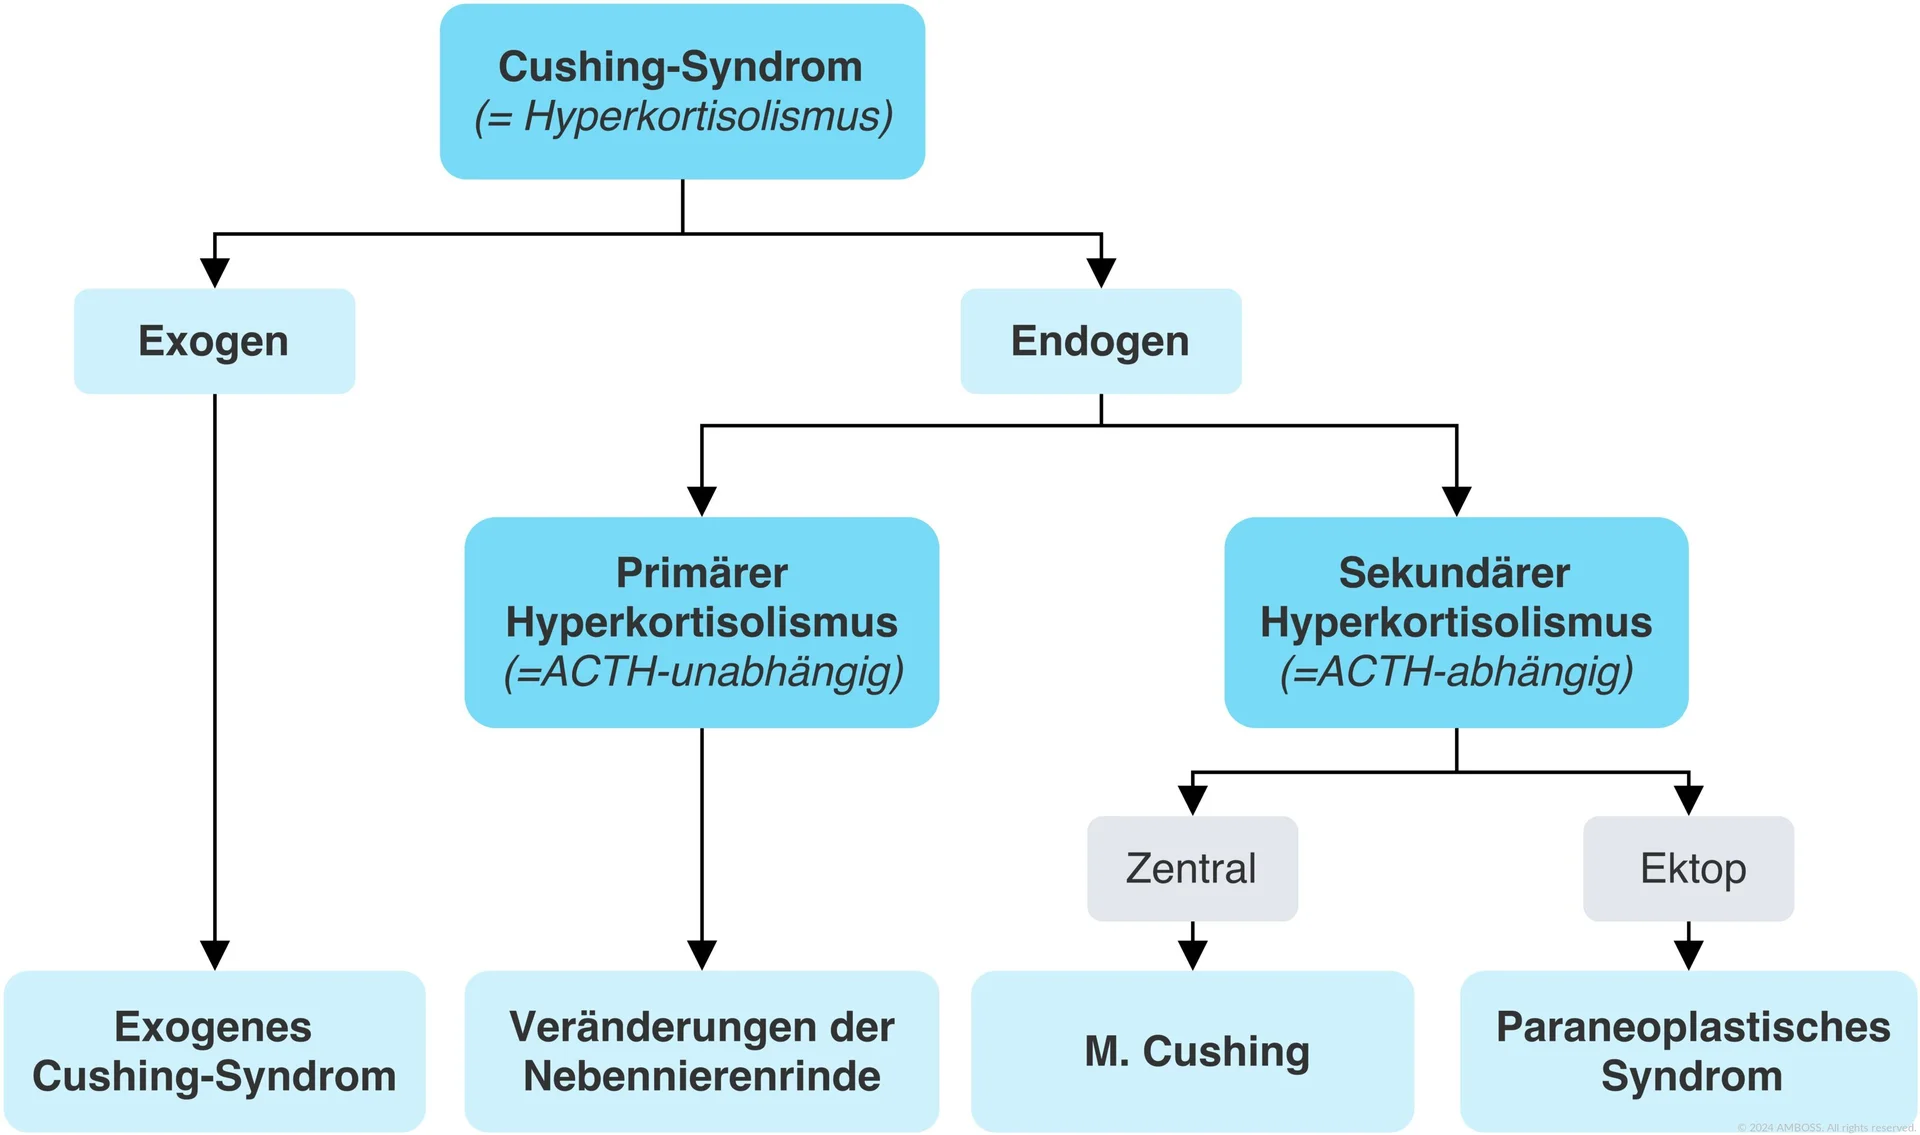 Cushing-Syndrom
(= Hyperkortisolismus)
Exogen
Endogen
Primärer
Hyperkortisolismus
(=ACTH-unabhängig)
Sekundärer
Hyperkortisolismus
(=ACTH-abhängig)
Zentral
Ektop
Exogenes
Cushing-Syndrom
Veränderungen der
Nebennierenrinde
M. Cushing
Paraneoplastisches
Syndrom
© 2024 AMBOSS. All rights reserved.